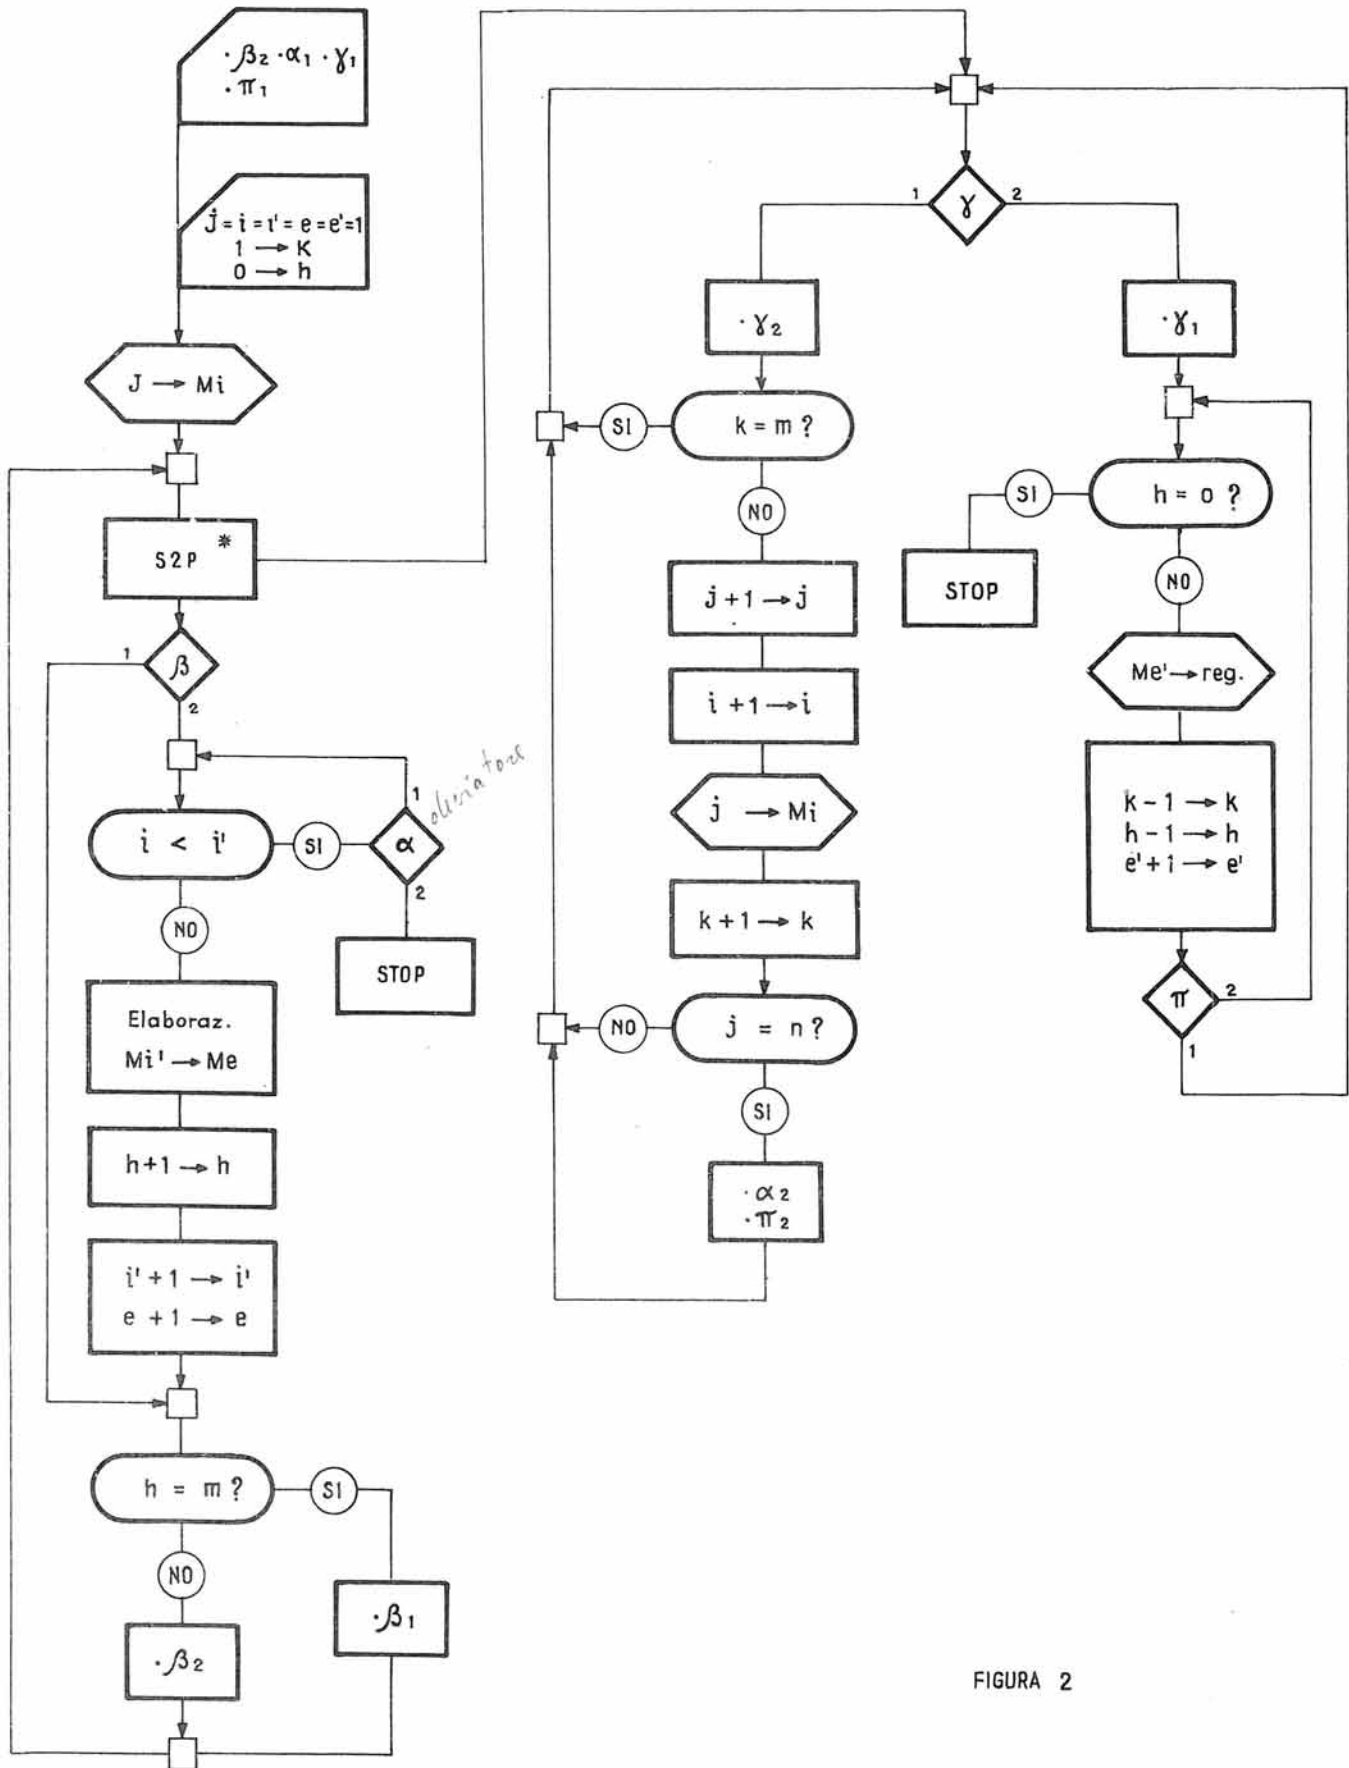 · β₂ · α₁ · γ₁
· π₁
j = i = i' = e = e' = 1
1 → K
0 → h
J → Mi
S2P *
β
1
2
i < i'
SI
α
1
2
STOP
NO
Elaboraz.
Mi' → Me
h+1 → h
i' + 1 → i'
e + 1 → e
h = m ?
SI
NO
· β₁
· β₂
γ
1
2
· γ₂
k = m ?
SI
NO
j + 1 → j
i + 1 → i
j → Mi
k + 1 → k
j = n ?
NO
SI
· α₂
· π₂
· γ₁
h = o ?
SI
STOP
NO
Me' → reg.
k - 1 → k
h - 1 → h
e' + 1 → e'
π
2
1
FIGURA 2